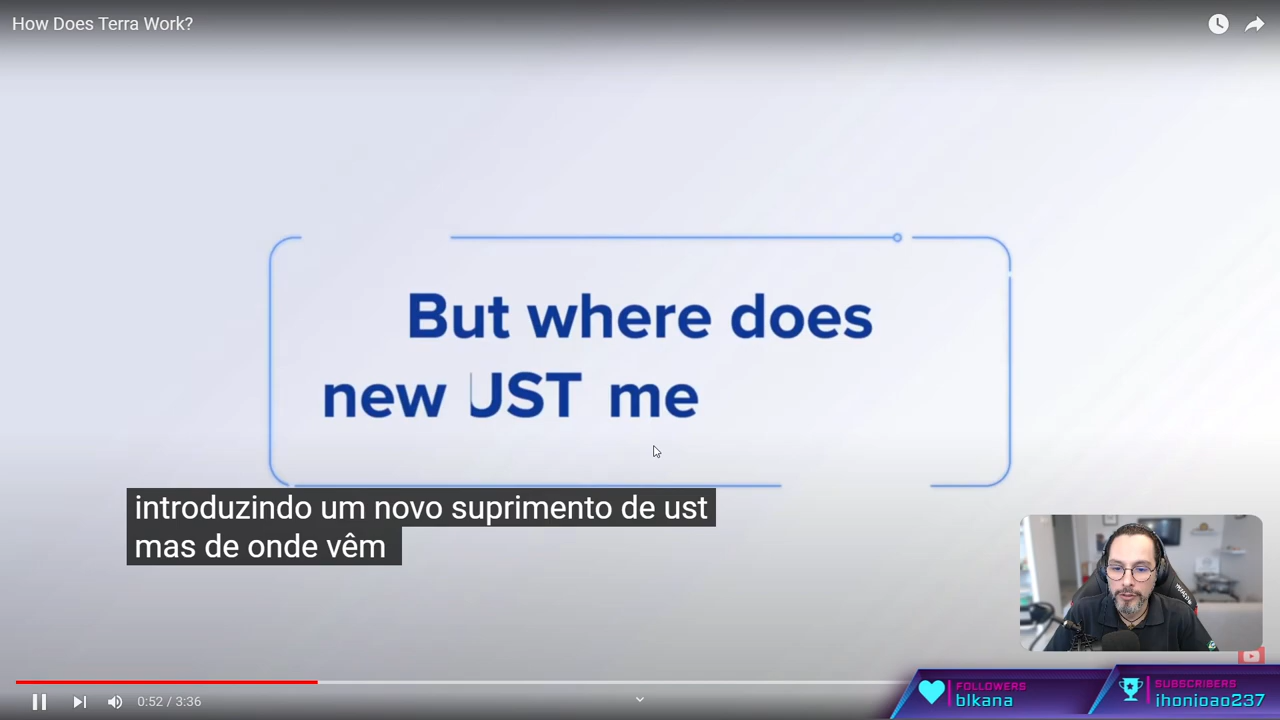 How Does Terra Work?
But where does
new UST me
introduzindo um novo suprimento de ust
mas de onde vêm
0:52 / 3:36
FOLLOWERS
blkana
SUBSCRIBERS
ihonjoao237